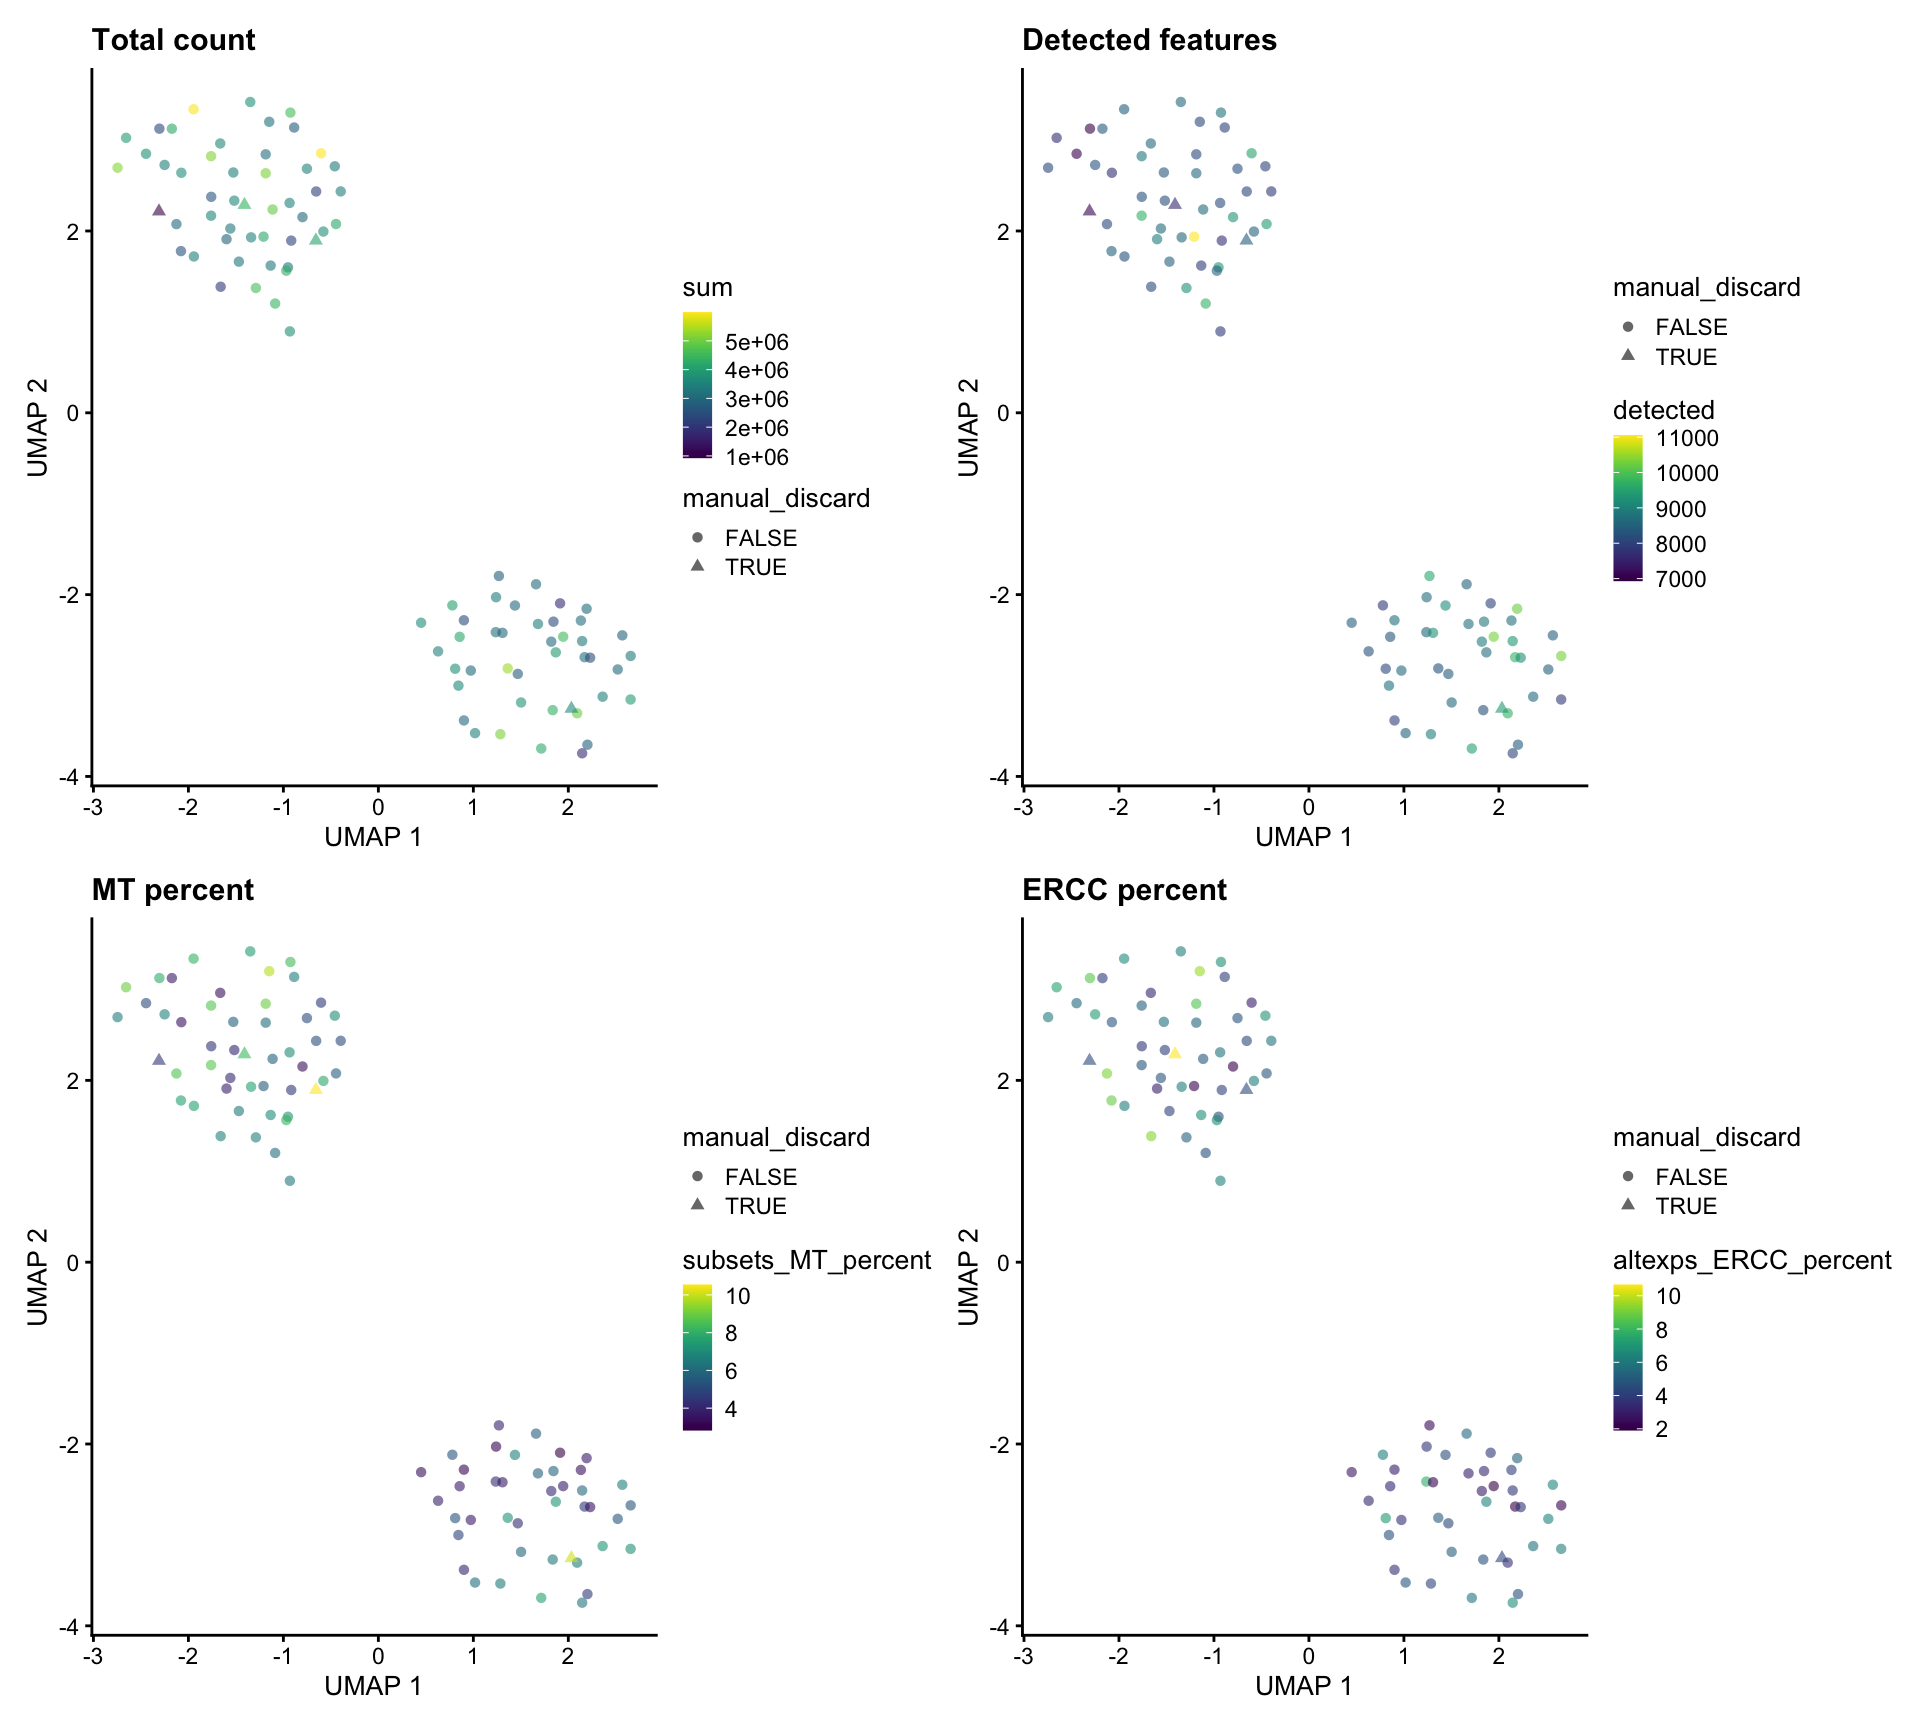 Total count
UMAP 2
2
0
-2
-4
-3 -2 -1 0 1 2
UMAP 1
sum
5e+06
4e+06
3e+06
2e+06
1e+06
manual_discard
FALSE
TRUE
Detected features
UMAP 2
2
0
-2
-4
-3 -2 -1 0 1 2
UMAP 1
manual_discard
FALSE
TRUE
detected
11000
10000
9000
8000
7000
MT percent
UMAP 2
2
0
-2
-4
-3 -2 -1 0 1 2
UMAP 1
manual_discard
FALSE
TRUE
subsets_MT_percent
10
8
6
4
ERCC percent
UMAP 2
2
0
-2
-4
-3 -2 -1 0 1 2
UMAP 1
manual_discard
FALSE
TRUE
altexps_ERCC_percent
10
8
6
4
2